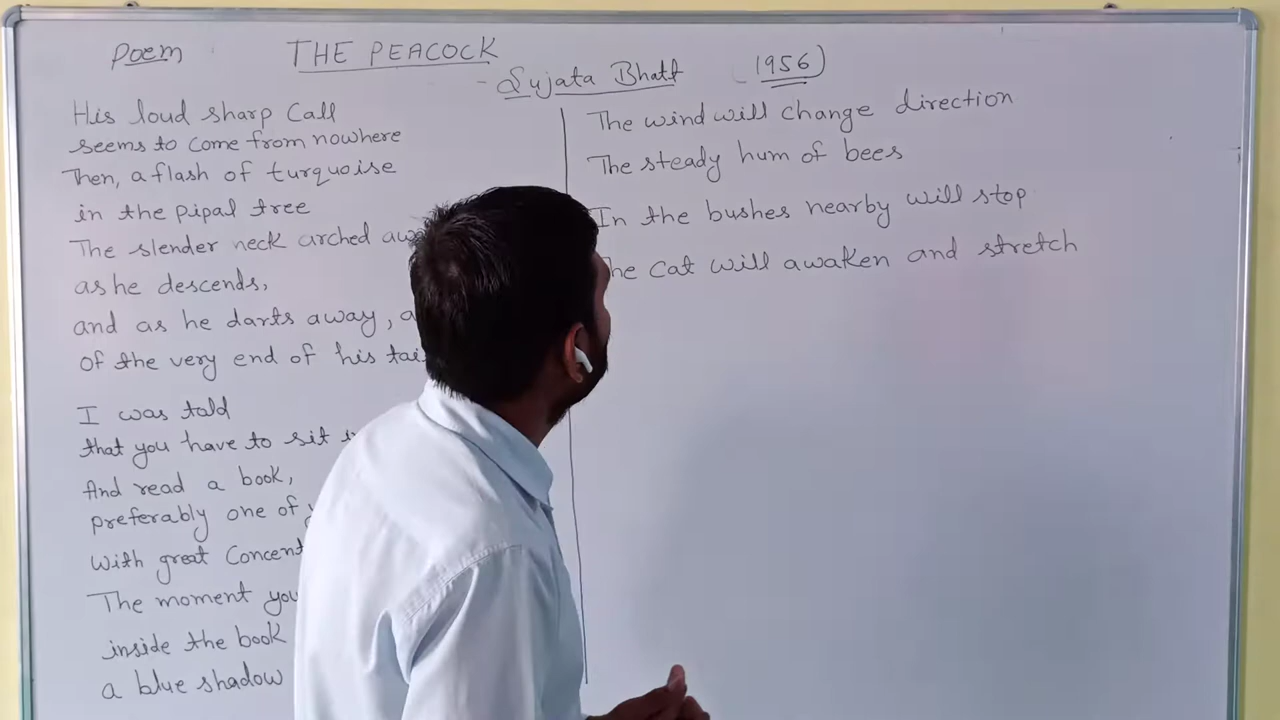 Poem
THE PEACOCK
- Sujata Bhatt (1956)
His loud sharp Call
seems to come from nowhere
Then, a flash of turquoise
in the pipal tree
The slender neck arched
as he descends,
and as he darts away,
of the very end of his
I was told
that you have to sit
And read a book,
preferably one of
With great
The moment
inside the book
a blue shadow
The wind will change direction
The steady hum of bees
In the bushes nearby will stop
The cat will awaken and stretch